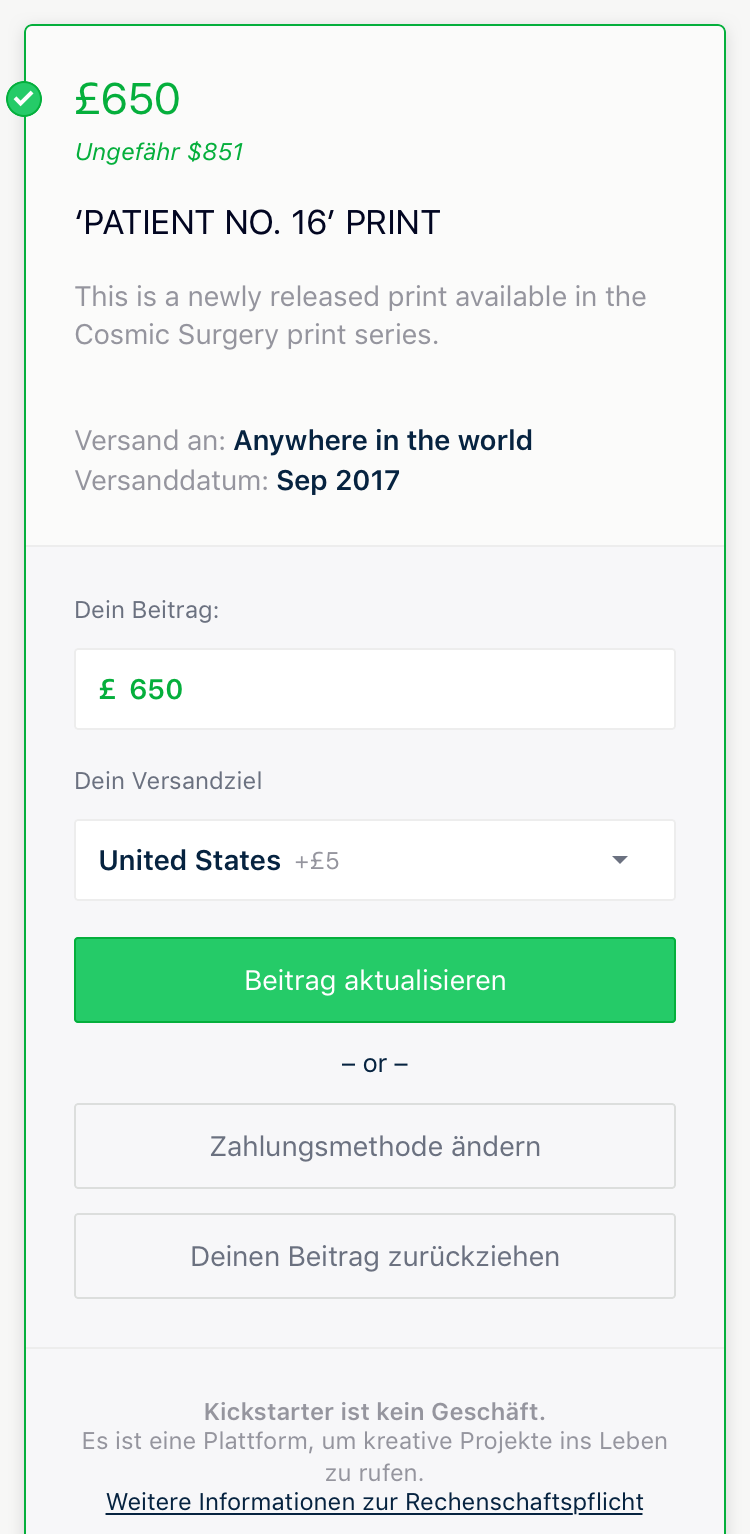 £650
Ungefähr $851
‘PATIENT NO. 16’ PRINT
This is a newly released print available in the
Cosmic Surgery print series.
Versand an: Anywhere in the world
Versanddatum: Sep 2017
Dein Beitrag:
£ 650
Dein Versandziel
United States +£5
Beitrag aktualisieren
– or –
Zahlungsmethode ändern
Deinen Beitrag zurückziehen
Kickstarter ist kein Geschäft.
Es ist eine Plattform, um kreative Projekte ins Leben
zu rufen.
Weitere Informationen zur Rechenschaftspflicht